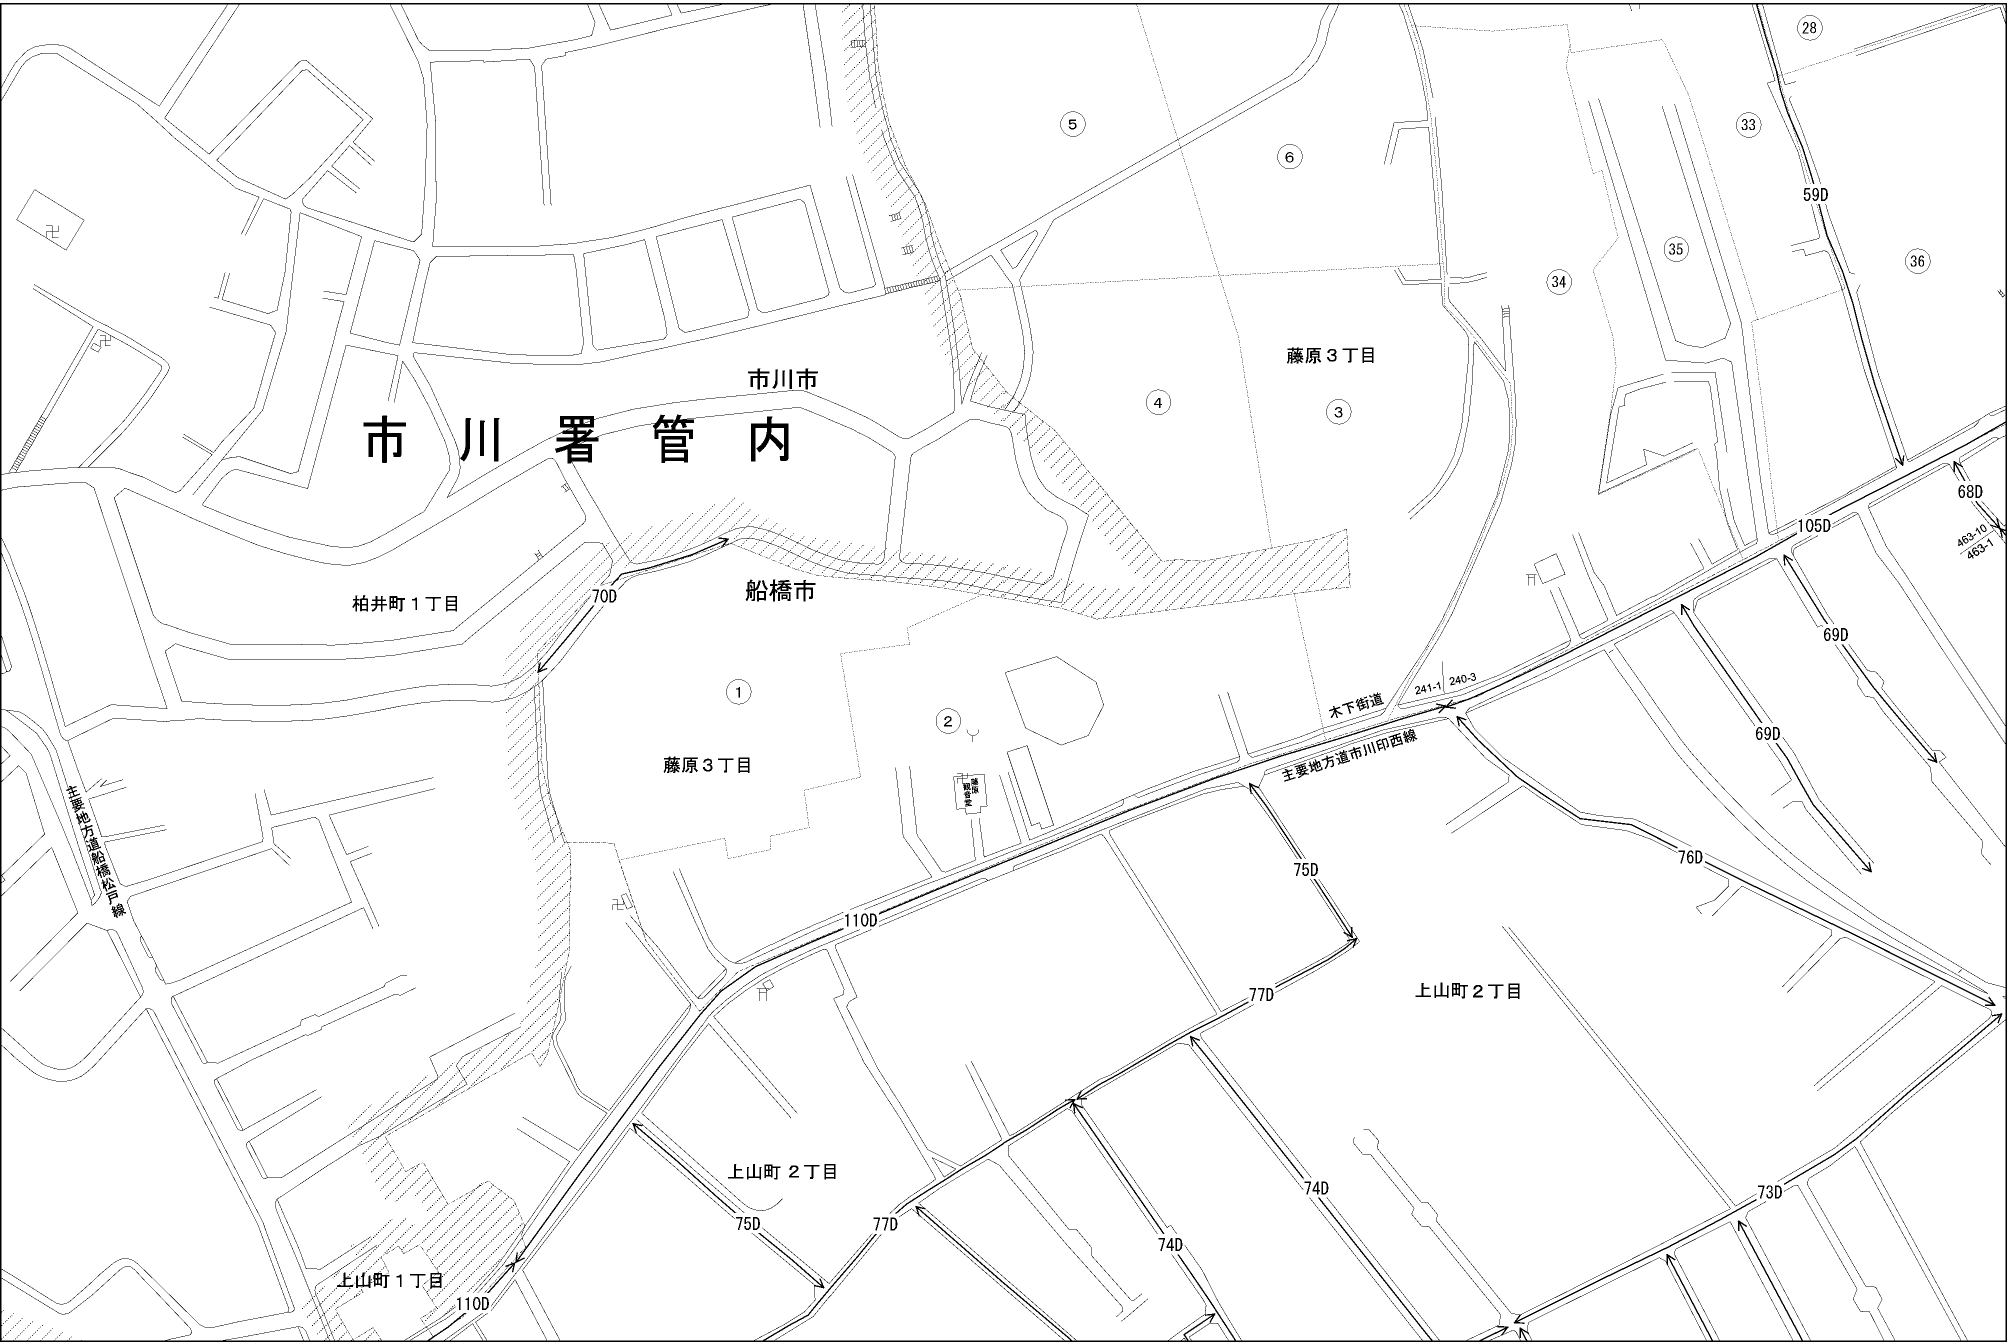 28
5
33
6
59D
35
36
34
藤原３丁目
市川市
4
3
市川署管内
68D
105D
463-10
463-1
船橋市
70D
柏井町１丁目
69D
1
241-1
240-3
木下街道
2
69D
主要地方道市川印西線
藤原３丁目
藤原
観音堂
主要地方道船橋松戸線
76D
75D
110D
77D
上山町２丁目
上山町２丁目
74D
73D
75D
77D
74D
上山町１丁目
110D